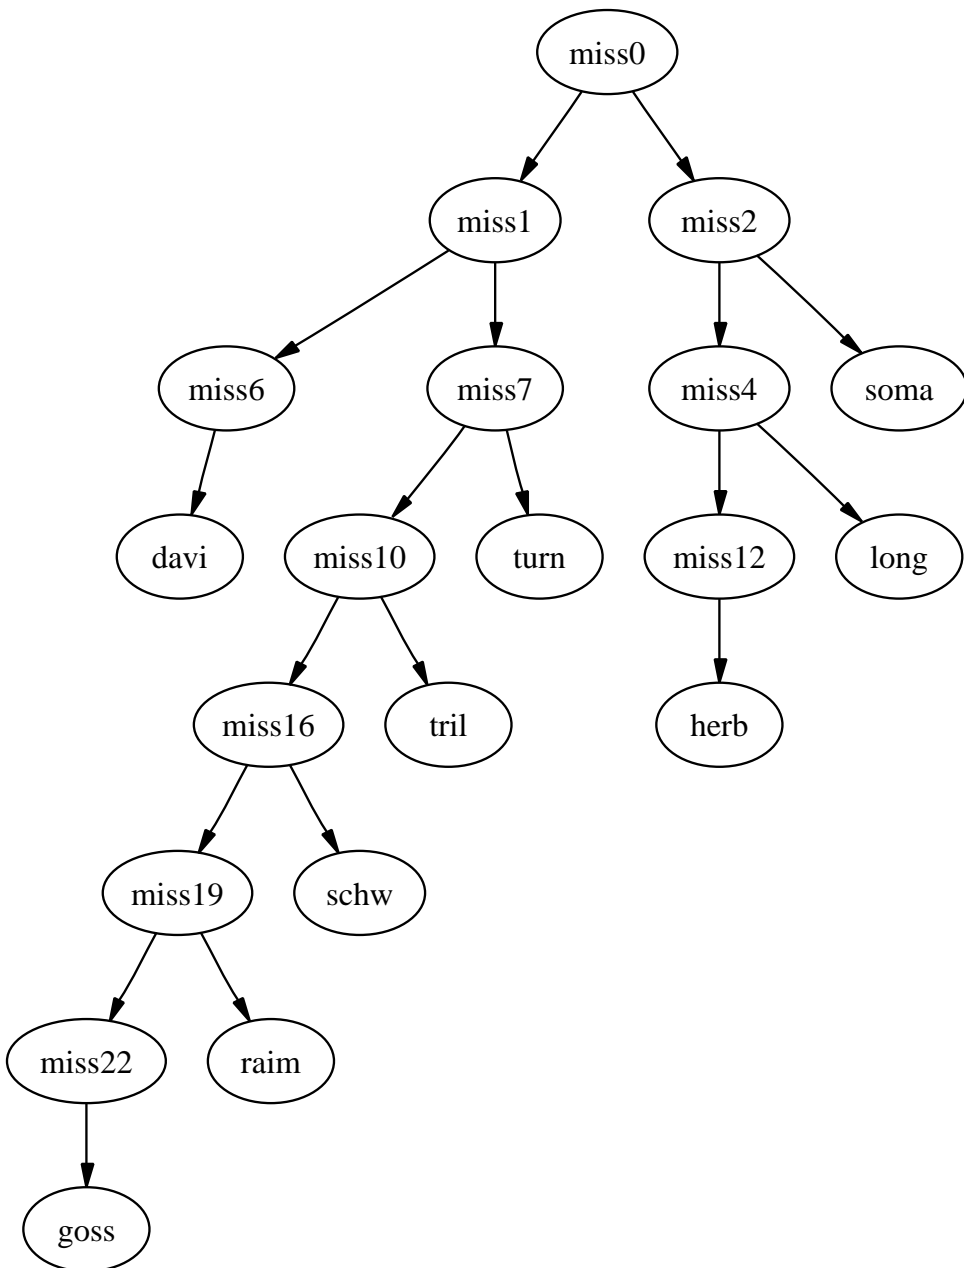 miss0
miss1 miss2
miss6 miss7 miss4 soma
davi miss10 turn miss12 long
miss16 tril herb
miss19 schw
miss22 raim
goss